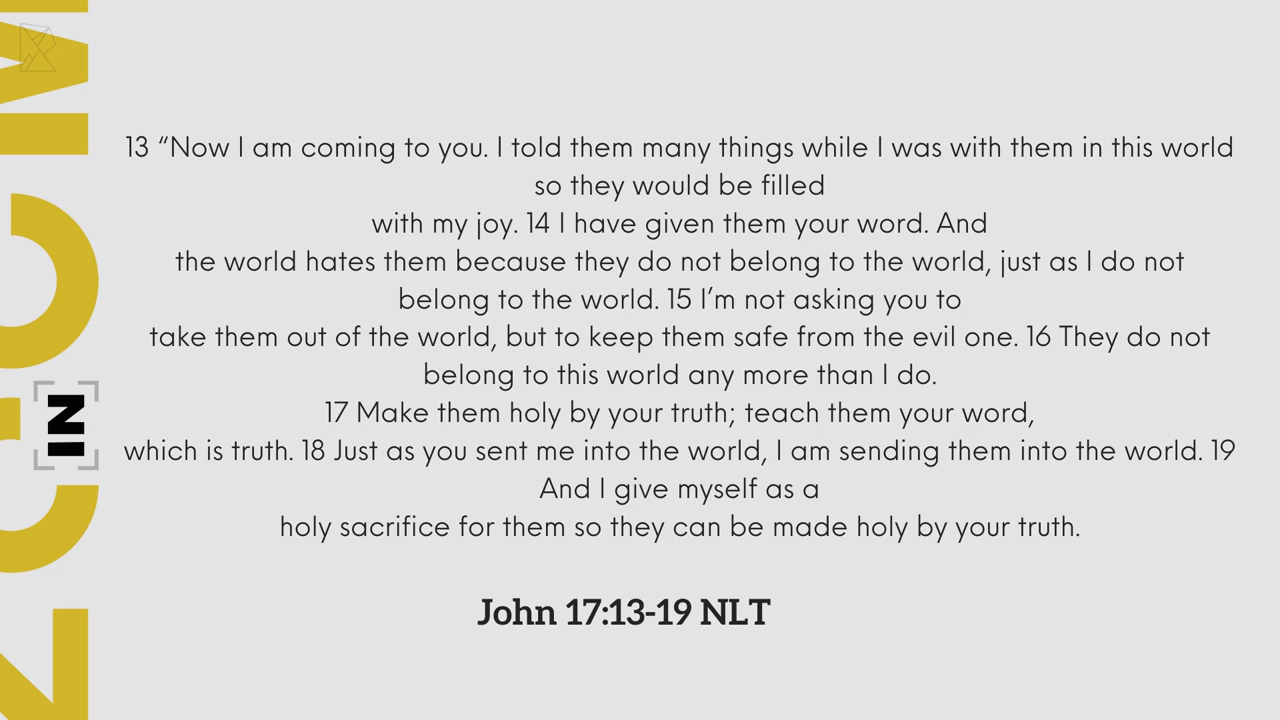 13 “Now I am coming to you. I told them many things while I was with them in this world
so they would be filled
with my joy. 14 I have given them your word. And
the world hates them because they do not belong to the world, just as I do not
belong to the world. 15 I’m not asking you to
take them out of the world, but to keep them safe from the evil one. 16 They do not
belong to this world any more than I do.
17 Make them holy by your truth; teach them your word,
which is truth. 18 Just as you sent me into the world, I am sending them into the world. 19
And I give myself as a
holy sacrifice for them so they can be made holy by your truth.
John 17:13-19 NLT
IN